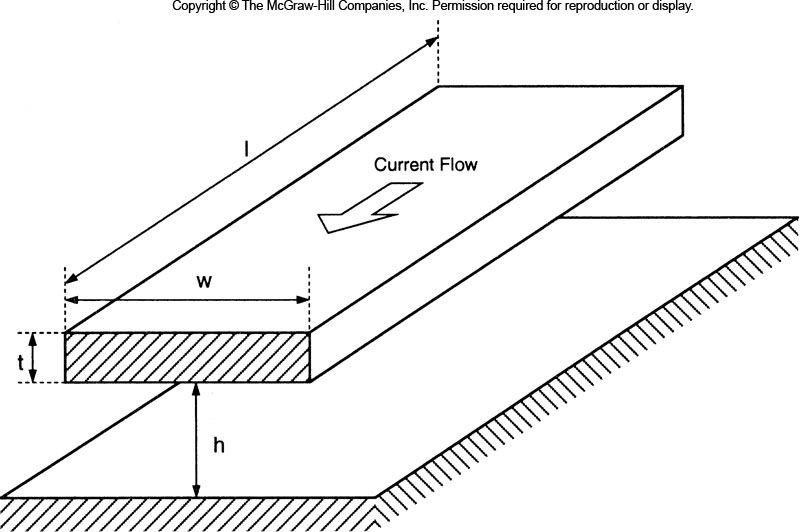 Copyright © The McGraw-Hill Companies, Inc. Permission required for reproduction or display.
l
Current Flow
w
t
h